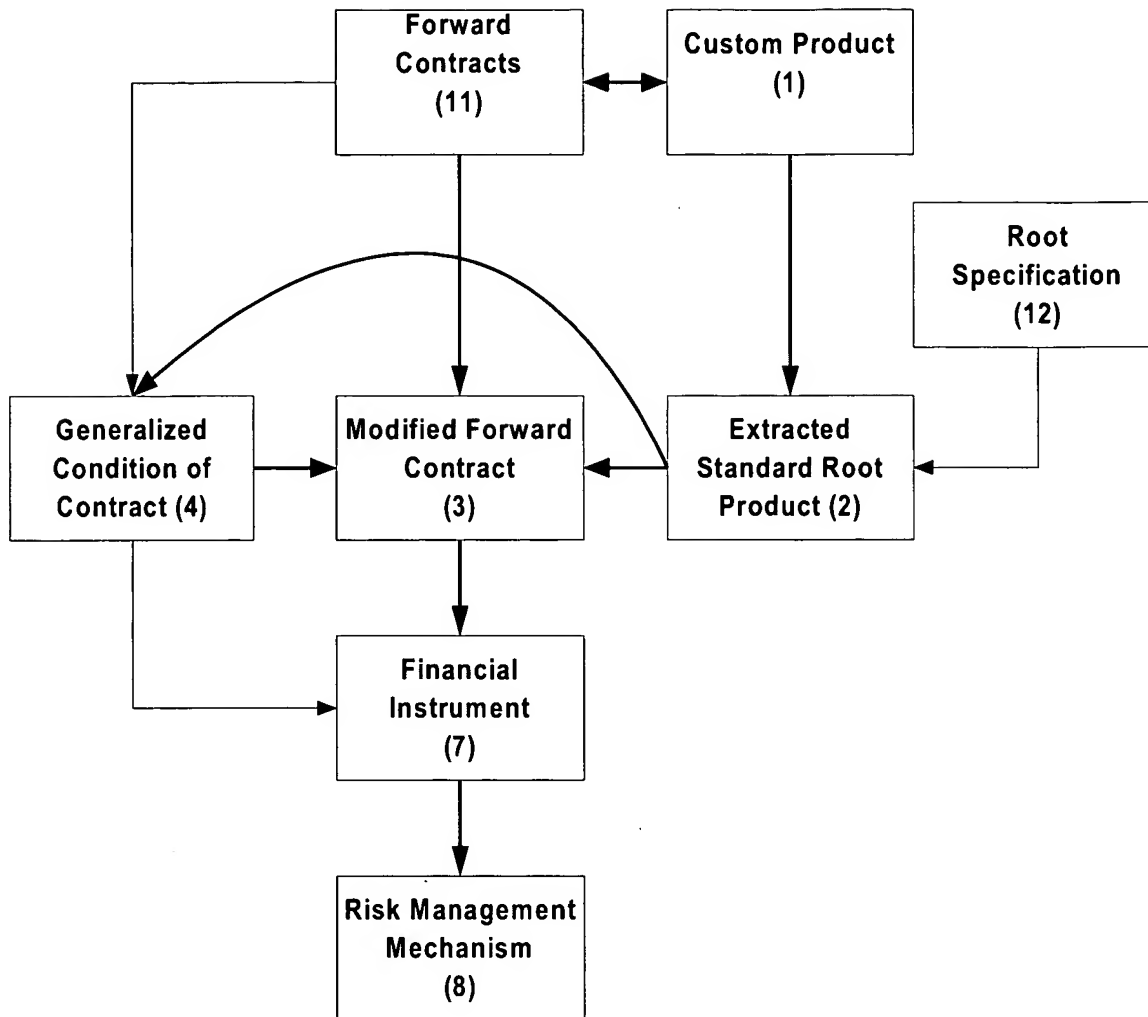 Forward
Contracts
(11)
Custom Product
(1)
Root
Specification
(12)
Generalized
Condition of
Contract (4)
Modified Forward
Contract
(3)
Extracted
Standard Root
Product (2)
Financial
Instrument
(7)
Risk Management
Mechanism
(8)